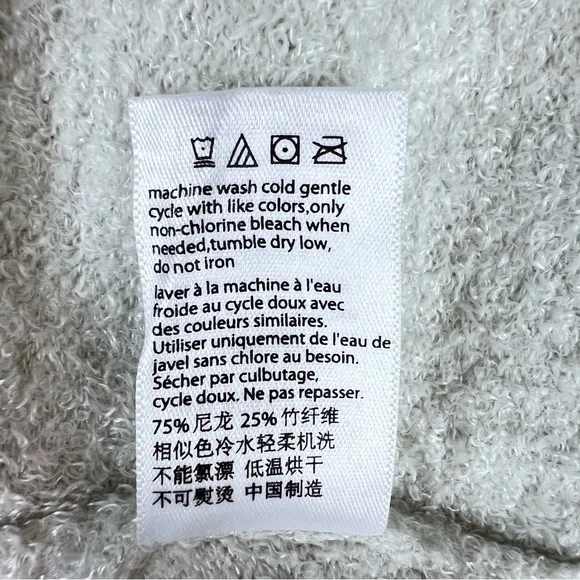 machine wash cold gentle
cycle with like colors,only
non-chlorine bleach when
needed,tumble dry low,
do not iron
laver à la machine à l'eau
froide au cycle doux avec
des couleurs similaires.
Utiliser uniquement de l'eau de
javel sans chlore au besoin.
Sécher par culbutage,
cycle doux. Ne pas repasser.
75%尼龙 25%竹纤维
相似色冷水轻柔机洗
不能氯漂 低温烘干
不可熨烫 中国制造